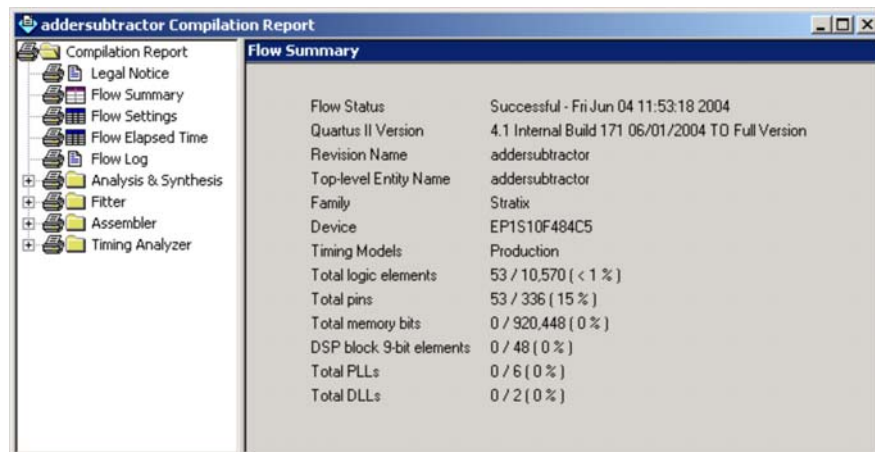 addersubtractor Compilation Report
Compilation Report
Legal Notice
Flow Summary
Flow Settings
Flow Elapsed Time
Flow Log
Analysis & Synthesis
Fitter
Assembler
Timing Analyzer
Flow Summary
Flow Status Successful - Fri Jun 04 11:53:18 2004
Quartus II Version 4.1 Internal Build 171 06/01/2004 TO Full Version
Revision Name addersubtractor
Top-level Entity Name addersubtractor
Family Stratix
Device EP1S10F484C5
Timing Models Production
Total logic elements 53 / 10,570 ( < 1 % )
Total pins 53 / 336 ( 15 % )
Total memory bits 0 / 920,448 ( 0 % )
DSP block 9-bit elements 0 / 48 ( 0 % )
Total PLLs 0 / 6 ( 0 % )
Total DLLs 0 / 2 ( 0 % )